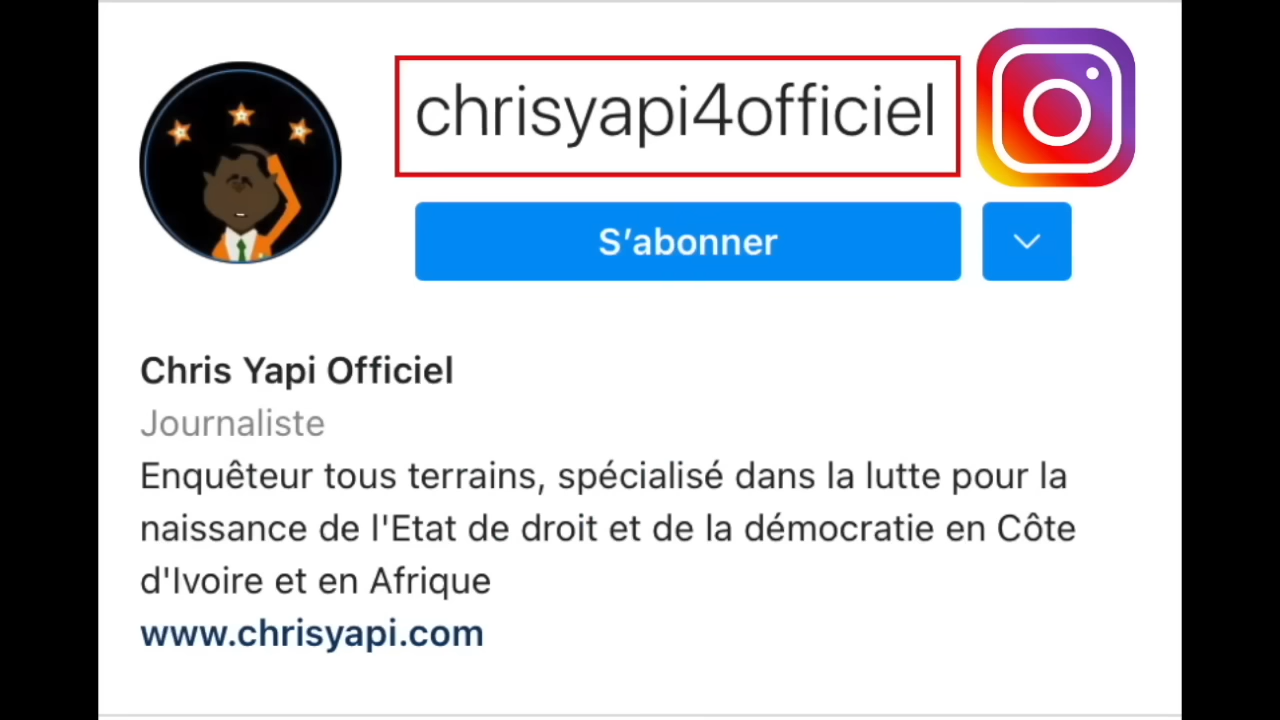 chrisyapi4officiel
S'abonner
Chris Yapi Officiel
Journaliste
Enquêteur tous terrains, spécialisé dans la lutte pour la
naissance de l'Etat de droit et de la démocratie en Côte
d'Ivoire et en Afrique
www.chrisyapi.com